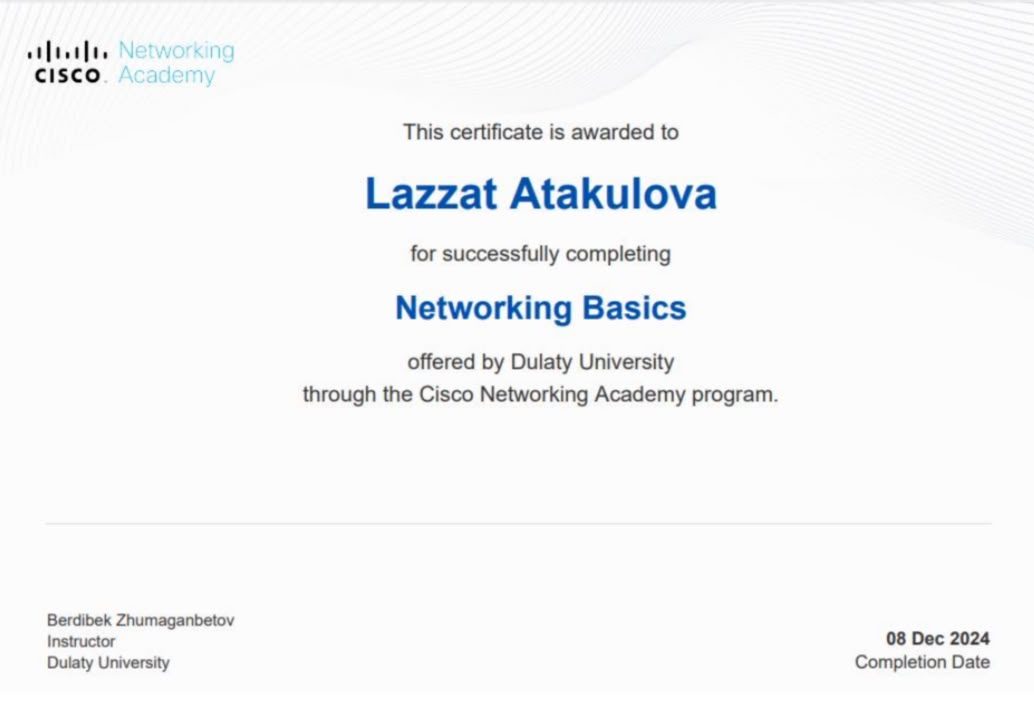 Networking
CISCO. Academy
This certificate is awarded to
Lazzat Atakulova
for successfully completing
Networking Basics
offered by Dulaty University
through the Cisco Networking Academy program.
Berdibek Zhumaganbetov
Instructor
Dulaty University
08 Dec 2024
Completion Date